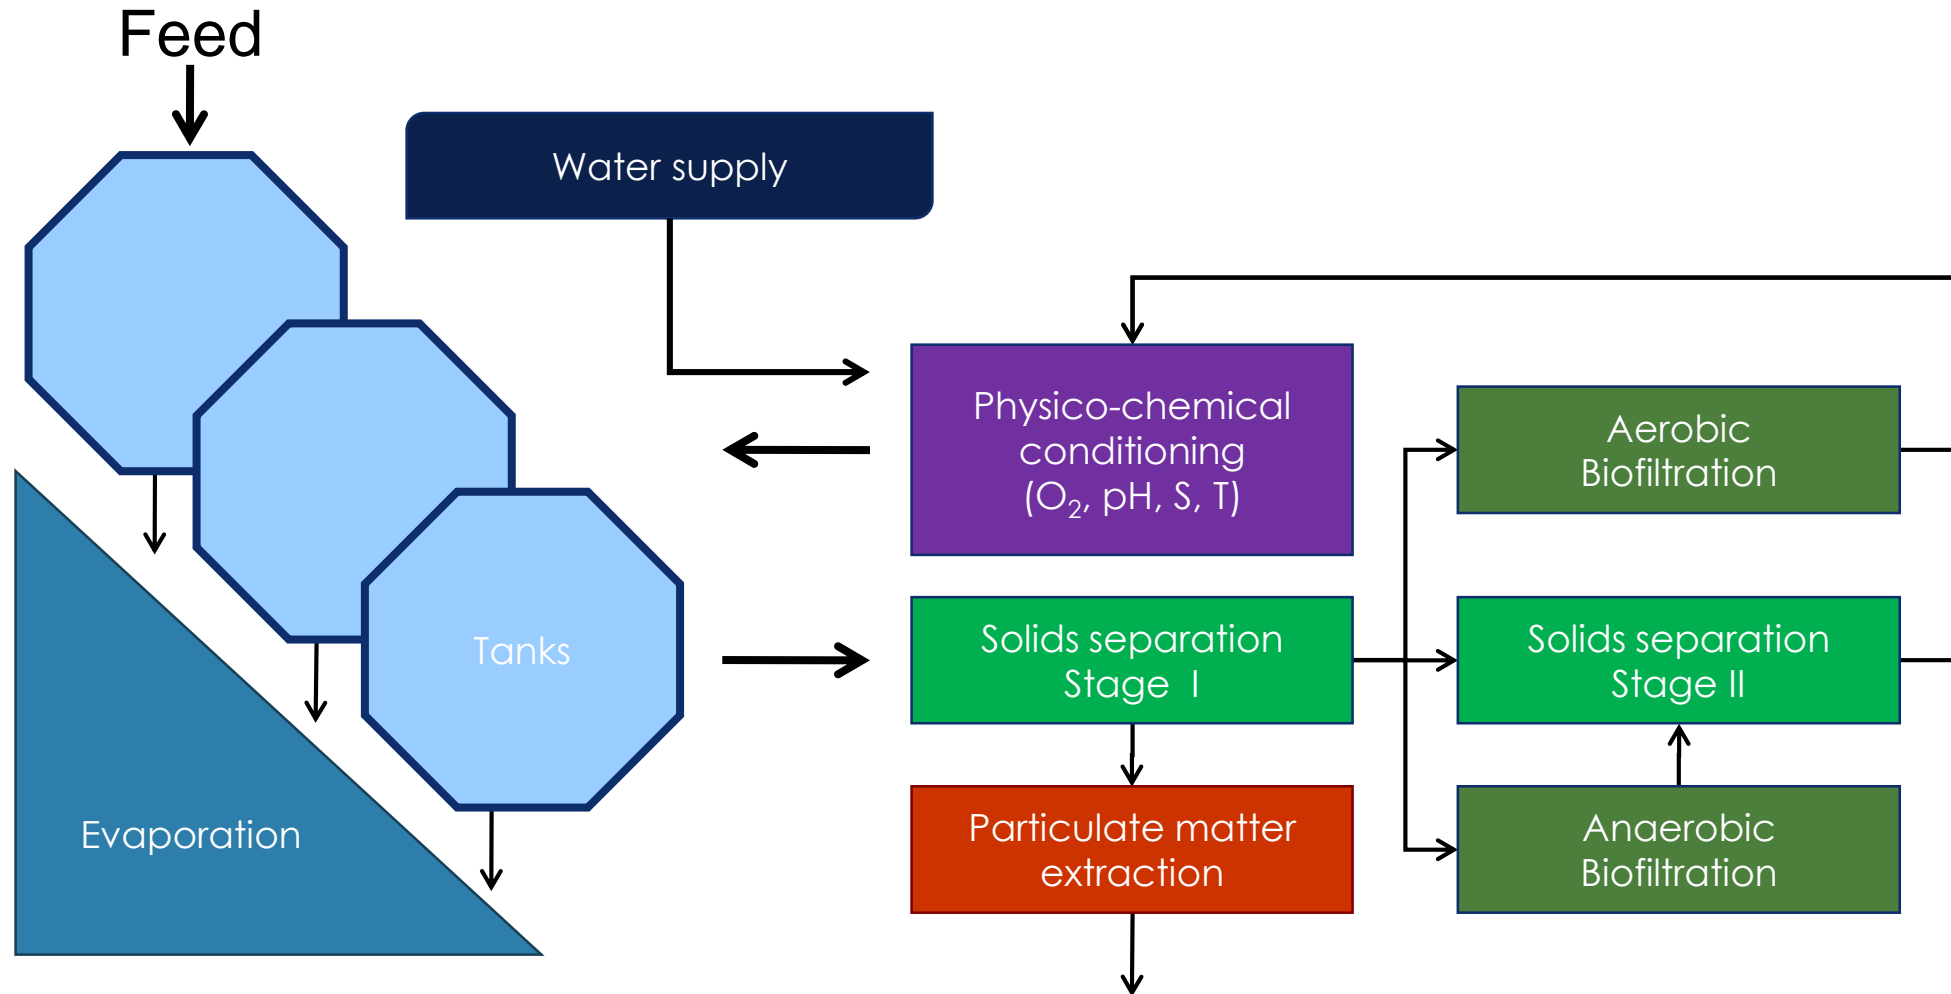 Feed
Water supply
Physico-chemical
conditioning
(O₂, pH, S, T)
Aerobic
Biofiltration
Tanks
Solids separation
Stage I
Solids separation
Stage II
Evaporation
Particulate matter
extraction
Anaerobic
Biofiltration